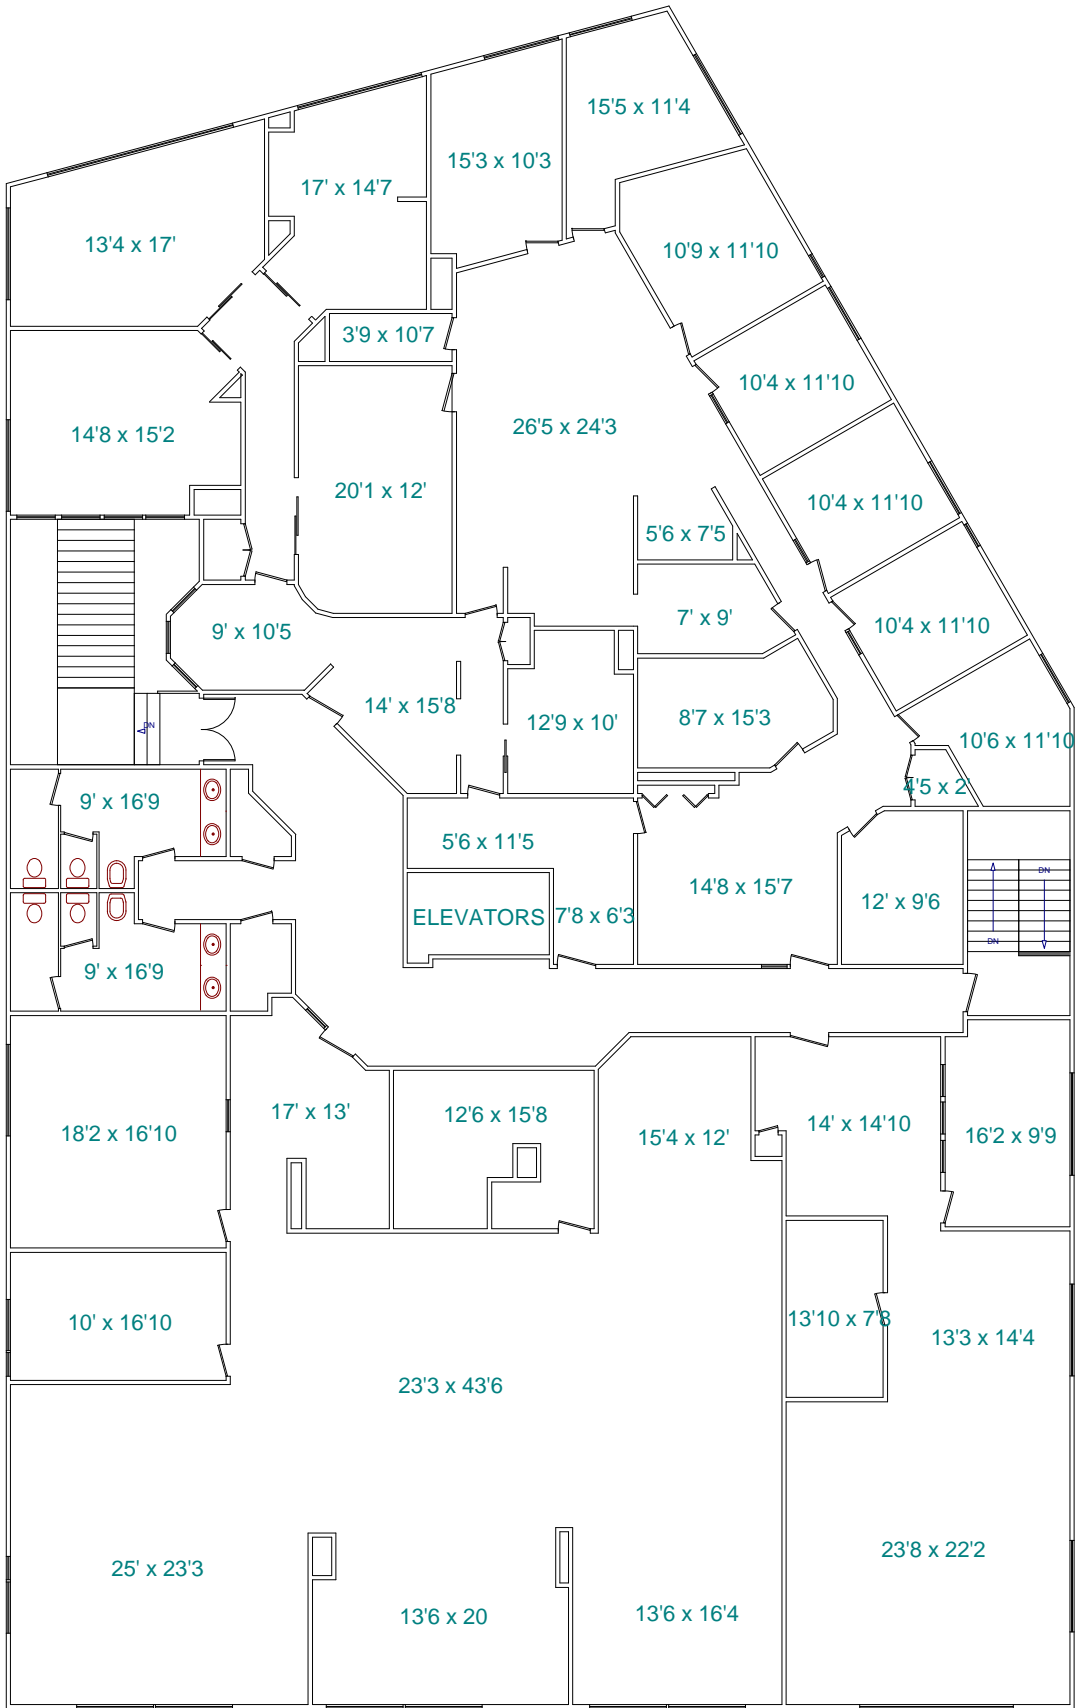 15'5 x 11'4
15'3 x 10'3
17' x 14'7
13'4 x 17'
10'9 x 11'10
3'9 x 10'7
10'4 x 11'10
26'5 x 24'3
14'8 x 15'2
20'1 x 12'
10'4 x 11'10
5'6 x 7'5
7' x 9'
10'4 x 11'10
9' x 10'5
14' x 15'8
12'9 x 10'
8'7 x 15'3
DN
10'6 x 11'10
4'5 x 2'
9' x 16'9
5'6 x 11'5
14'8 x 15'7
12' x 9'6
DN
ELEVATORS
7'8 x 6'3
DN
9' x 16'9
17' x 13'
12'6 x 15'8
14' x 14'10
18'2 x 16'10
15'4 x 12'
16'2 x 9'9
10' x 16'10
13'10 x 7'8
13'3 x 14'4
23'3 x 43'6
23'8 x 22'2
25' x 23'3
13'6 x 20
13'6 x 16'4